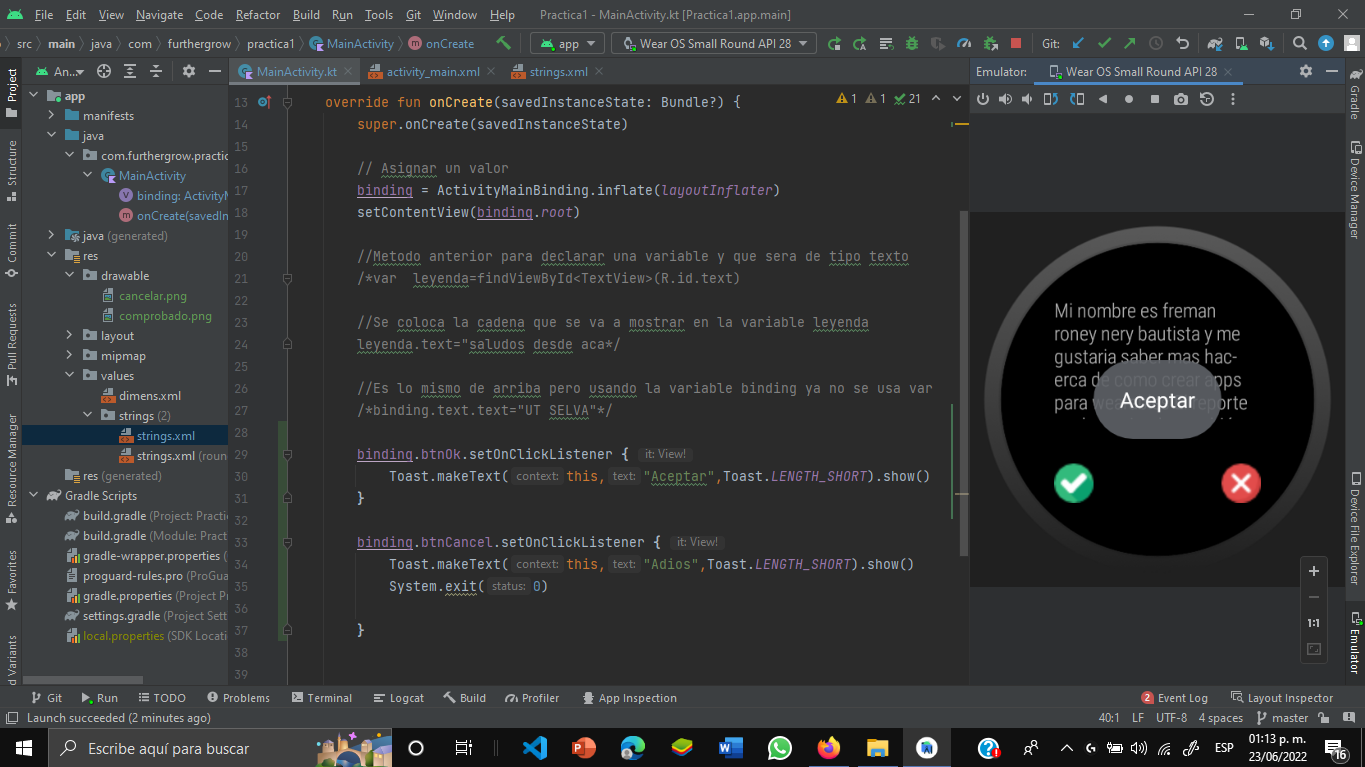 File Edit View Navigate Code Refactor Build Run Tools Git Window Help Practica1 - MainActivity.kt [Practica1.app.main]
src main java com furthergrow practica1 MainActivity onCreate app Wear OS Small Round API 28 Git:
Project
An... MainActivity.kt activity_main.xml strings.xml Emulator: Wear OS Small Round API 28
app
manifests
java
com.furthergrow.practic
MainActivity
binding: ActivityM
onCreate(savedIn
java (generated)
res
drawable
cancelar.png
comprobado.png
layout
mipmap
values
dimens.xml
strings (2)
strings.xml
strings.xml (roun
res (generated)
Gradle Scripts
build.gradle (Project: Practi
build.gradle (Module: Pract
gradle-wrapper.properties (
proguard-rules.pro (ProGua
gradle.properties (Project P
settings.gradle (Project Sett
local.properties (SDK Locati
Structure
Commit
Pull Requests
Resource Manager
Favorites
d Variants
1 1 21
13 override fun onCreate(savedInstanceState: Bundle?) {
14 super.onCreate(savedInstanceState)
15
16 // Asignar un valor
17 binding = ActivityMainBinding.inflate(layoutInflater)
18 setContentView(binding.root)
19
20 //Metodo anterior para declarar una variable y que sera de tipo texto
21 /*var leyenda=findViewById<TextView>(R.id.text)
22
23 //Se coloca la cadena que se va a mostrar en la variable leyenda
24 leyenda.text="saludos desde aca*/
25
26 //Es lo mismo de arriba pero usando la variable binding ya no se usa var
27 /*binding.text.text="UT SELVA"*/
28
29 binding.btnOk.setOnClickListener { it: View!
30 Toast.makeText( context: this, text: "Aceptar",Toast.LENGTH_SHORT).show()
31 }
32
33 binding.btnCancel.setOnClickListener { it: View!
34 Toast.makeText( context: this, text: "Adios",Toast.LENGTH_SHORT).show()
35 System.exit( status: 0)
36
37 }
38
39
Mi nombre es freman
roney nery bautista y me
gustaria saber mas hac-
erca de como crear apps
para
Aceptar
1:1
Gradle
Device Manager
Device File Explorer
Emulator
Git Run TODO Problems Terminal Logcat Build Profiler App Inspection 2 Event Log Layout Inspector
Launch succeeded (2 minutes ago) 40:1 LF UTF-8 4 spaces master
Escribe aquí para buscar ESP 01:13 p. m.
23/06/2022 16